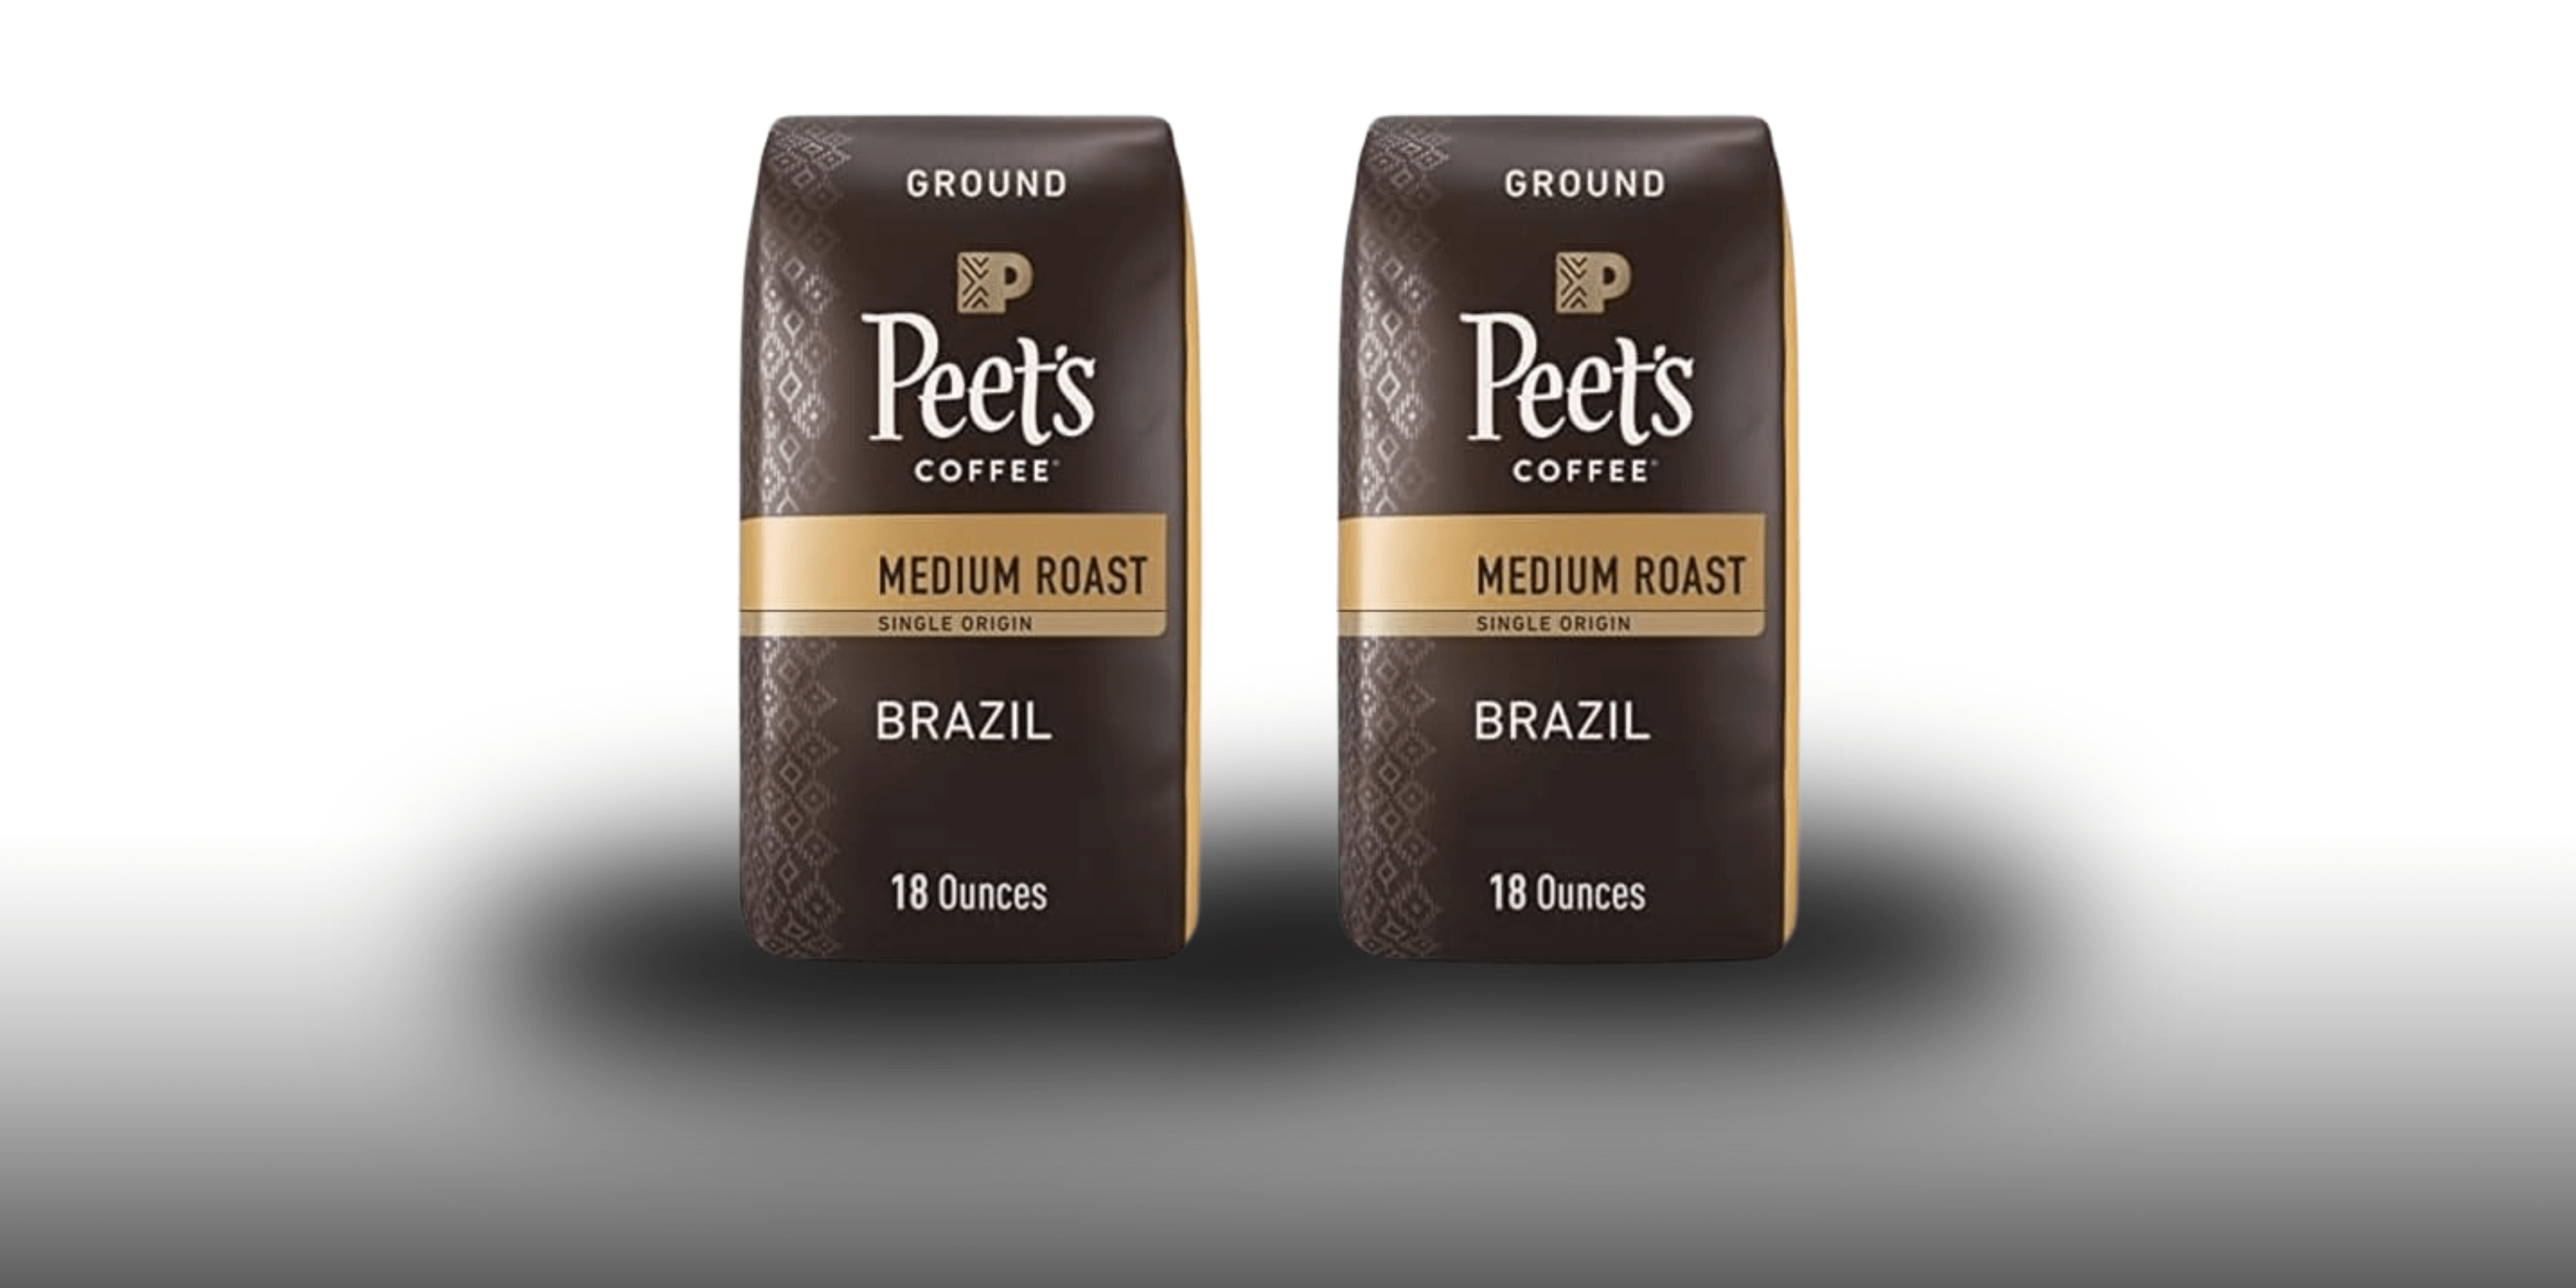 GROUND
P
Peet's
COFFEE
MEDIUM ROAST
SINGLE ORIGIN
BRAZIL
18 Ounces
GROUND
P
Peet's
COFFEE
MEDIUM ROAST
SINGLE ORIGIN
BRAZIL
18 Ounces